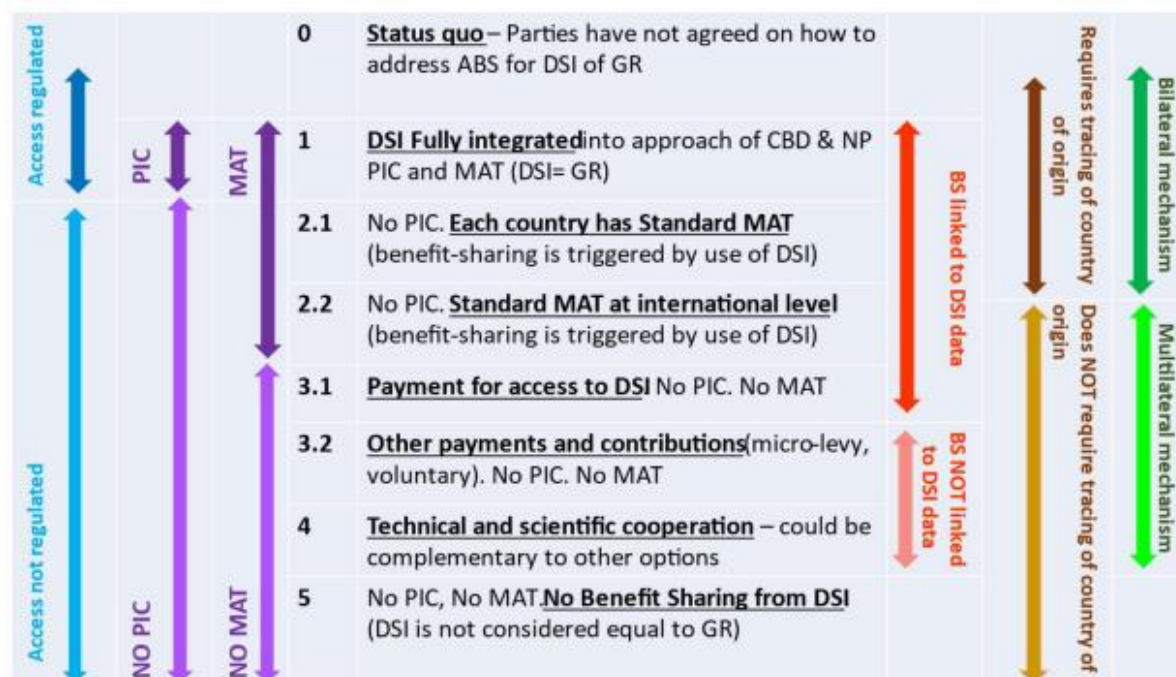 Access regulated
Access not regulated
PIC
NO PIC
MAT
NO MAT
0 Status quo – Parties have not agreed on how to
address ABS for DSI of GR
1 DSI Fully integrated into approach of CBD & NP
PIC and MAT (DSI= GR)
2.1 No PIC. Each country has Standard MAT
(benefit-sharing is triggered by use of DSI)
2.2 No PIC. Standard MAT at international level
(benefit-sharing is triggered by use of DSI)
3.1 Payment for access to DSI No PIC. No MAT
3.2 Other payments and contributions(micro-levy,
voluntary). No PIC. No MAT
4 Technical and scientific cooperation – could be
complementary to other options
5 No PIC, No MAT.No Benefit Sharing from DSI
(DSI is not considered equal to GR)
BS linked to DSI data
BS NOT linked
to DSI data
Requires tracing of country
of origin
Does NOT require tracing of country of
origin
Bilateral mechanism
Multilateral mechanism